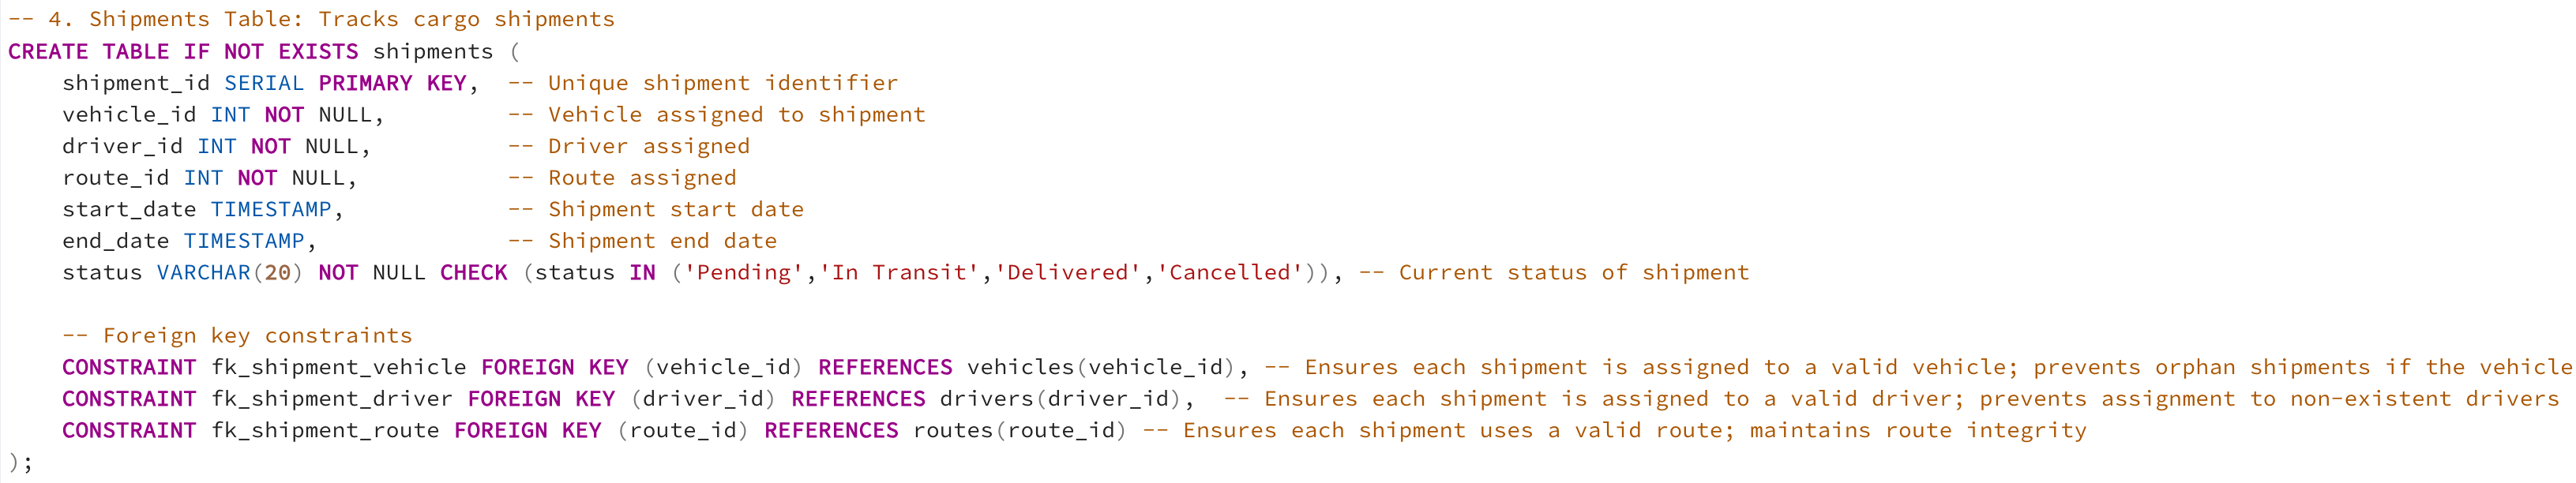 -- 4. Shipments Table: Tracks cargo shipments
CREATE TABLE IF NOT EXISTS shipments (
    shipment_id SERIAL PRIMARY KEY,  -- Unique shipment identifier
    vehicle_id INT NOT NULL,         -- Vehicle assigned to shipment
    driver_id INT NOT NULL,          -- Driver assigned
    route_id INT NOT NULL,           -- Route assigned
    start_date TIMESTAMP,            -- Shipment start date
    end_date TIMESTAMP,              -- Shipment end date
    status VARCHAR(20) NOT NULL CHECK (status IN ('Pending','In Transit','Delivered','Cancelled')), -- Current status of shipment
    -- Foreign key constraints
    CONSTRAINT fk_shipment_vehicle FOREIGN KEY (vehicle_id) REFERENCES vehicles(vehicle_id), -- Ensures each shipment is assigned to a valid vehicle; prevents orphan shipments if the vehicle
    CONSTRAINT fk_shipment_driver FOREIGN KEY (driver_id) REFERENCES drivers(driver_id),  -- Ensures each shipment is assigned to a valid driver; prevents assignment to non-existent drivers
    CONSTRAINT fk_shipment_route FOREIGN KEY (route_id) REFERENCES routes(route_id) -- Ensures each shipment uses a valid route; maintains route integrity
);